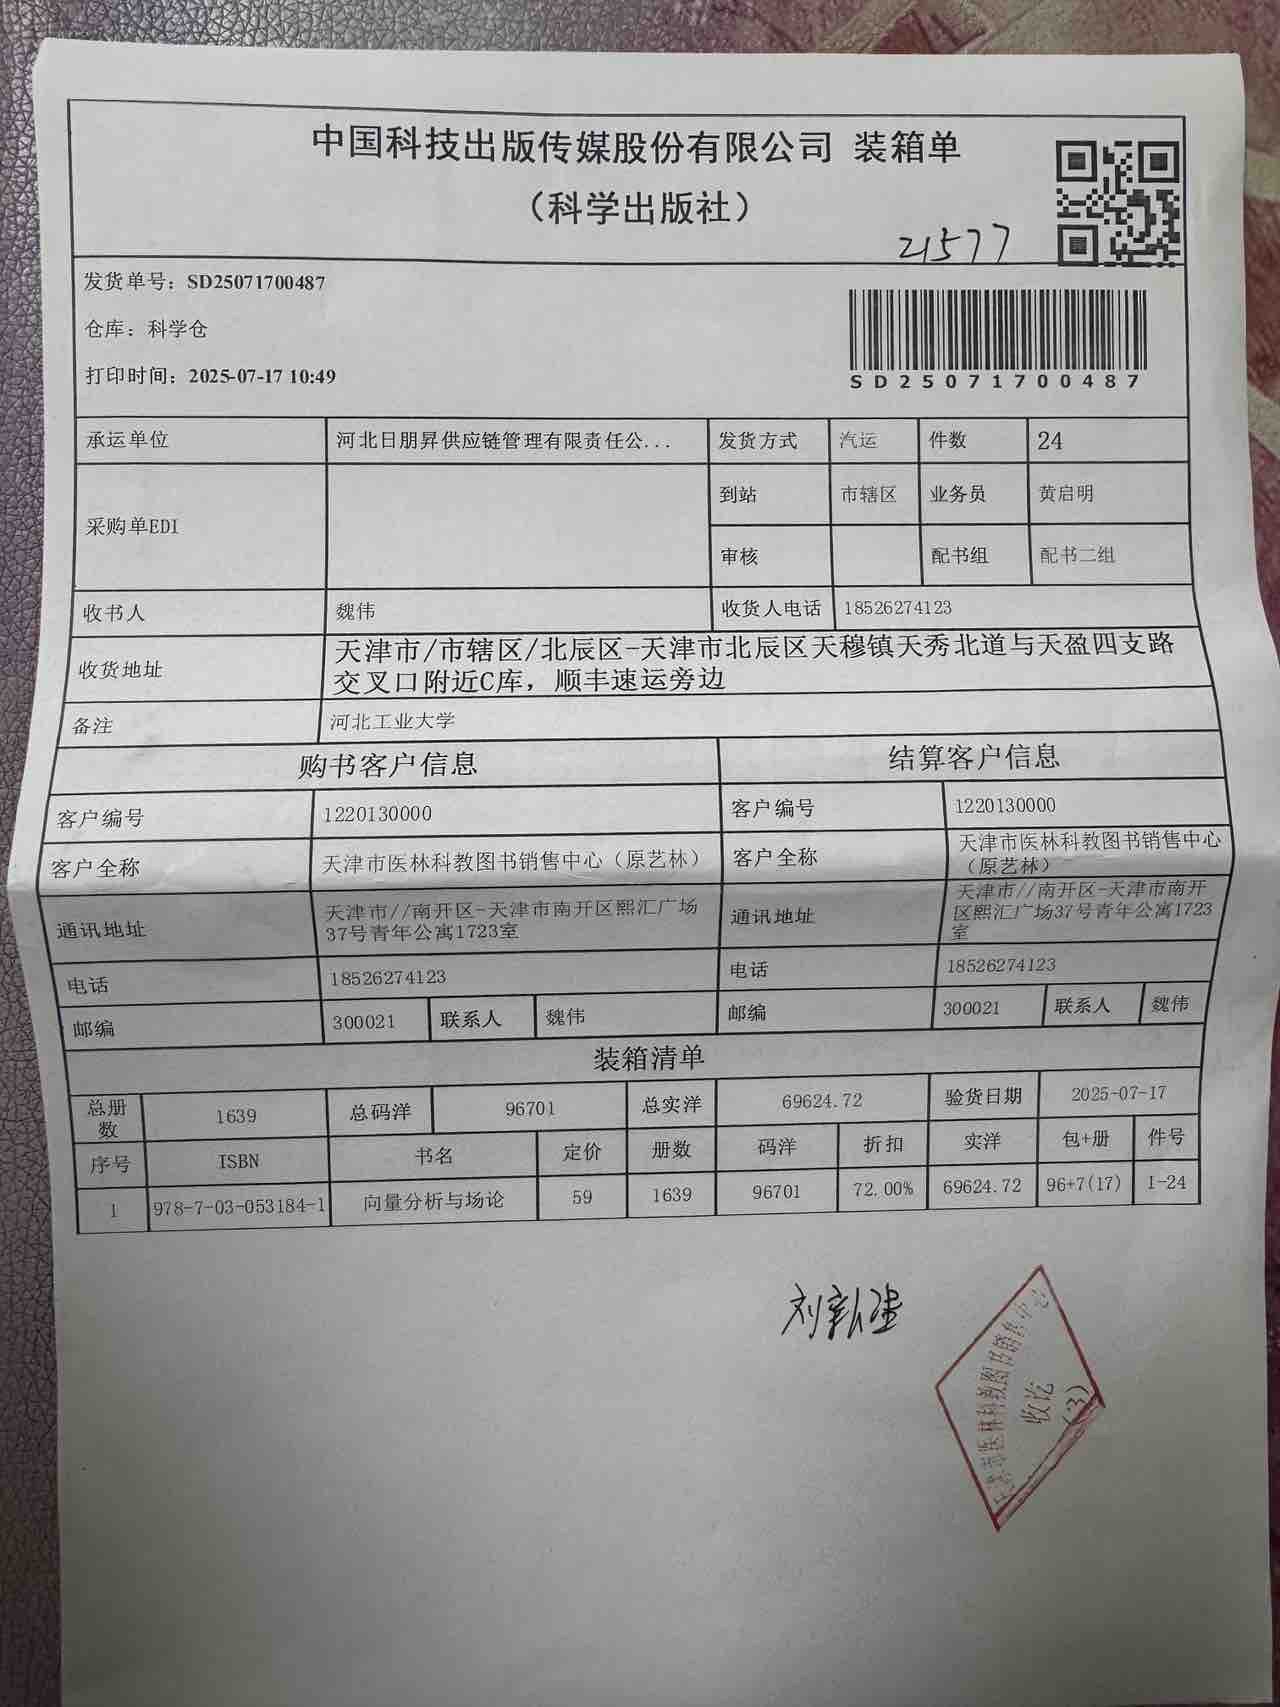 中国科技出版传媒股份有限公司 装箱单
（科学出版社）
21577
发货单号：SD25071700487
仓库：科学仓
打印时间：2025-07-17 10:49
SD25071700487
承运单位 河北日朋昇供应链管理有限责任公... 发货方式 汽运 件数 24
采购单EDI 到站 市辖区 业务员 黄启明
审核 配书组 配书二组
收书人 魏伟 收货人电话 18526274123
收货地址 天津市/市辖区/北辰区-天津市北辰区天穆镇天秀北道与天盈四支路
交叉口附近C库，顺丰速运旁边
备注 河北工业大学
购书客户信息 结算客户信息
客户编号 1220130000 客户编号 1220130000
客户全称 天津市医林科教图书销售中心（原艺林） 客户全称 天津市医林科教图书销售中心
（原艺林）
通讯地址 天津市//南开区-天津市南开区熙汇广场
37号青年公寓1723室
通讯地址 天津市//南开区-天津市南开
区熙汇广场37号青年公寓1723
室
电话 18526274123 电话 18526274123
邮编 300021 联系人 魏伟 邮编 300021 联系人 魏伟
装箱清单
总册数 1639 总码洋 96701 总实洋 69624.72 验货日期 2025-07-17
序号 ISBN 书名 定价 册数 码洋 折扣 实洋 包+册 件号
1 978-7-03-053184-1 向量分析与场论 59 1639 96701 72.00% 69624.72 96+7(17) 1-24
天津市医林科教图书销售中心
收讫
(3)